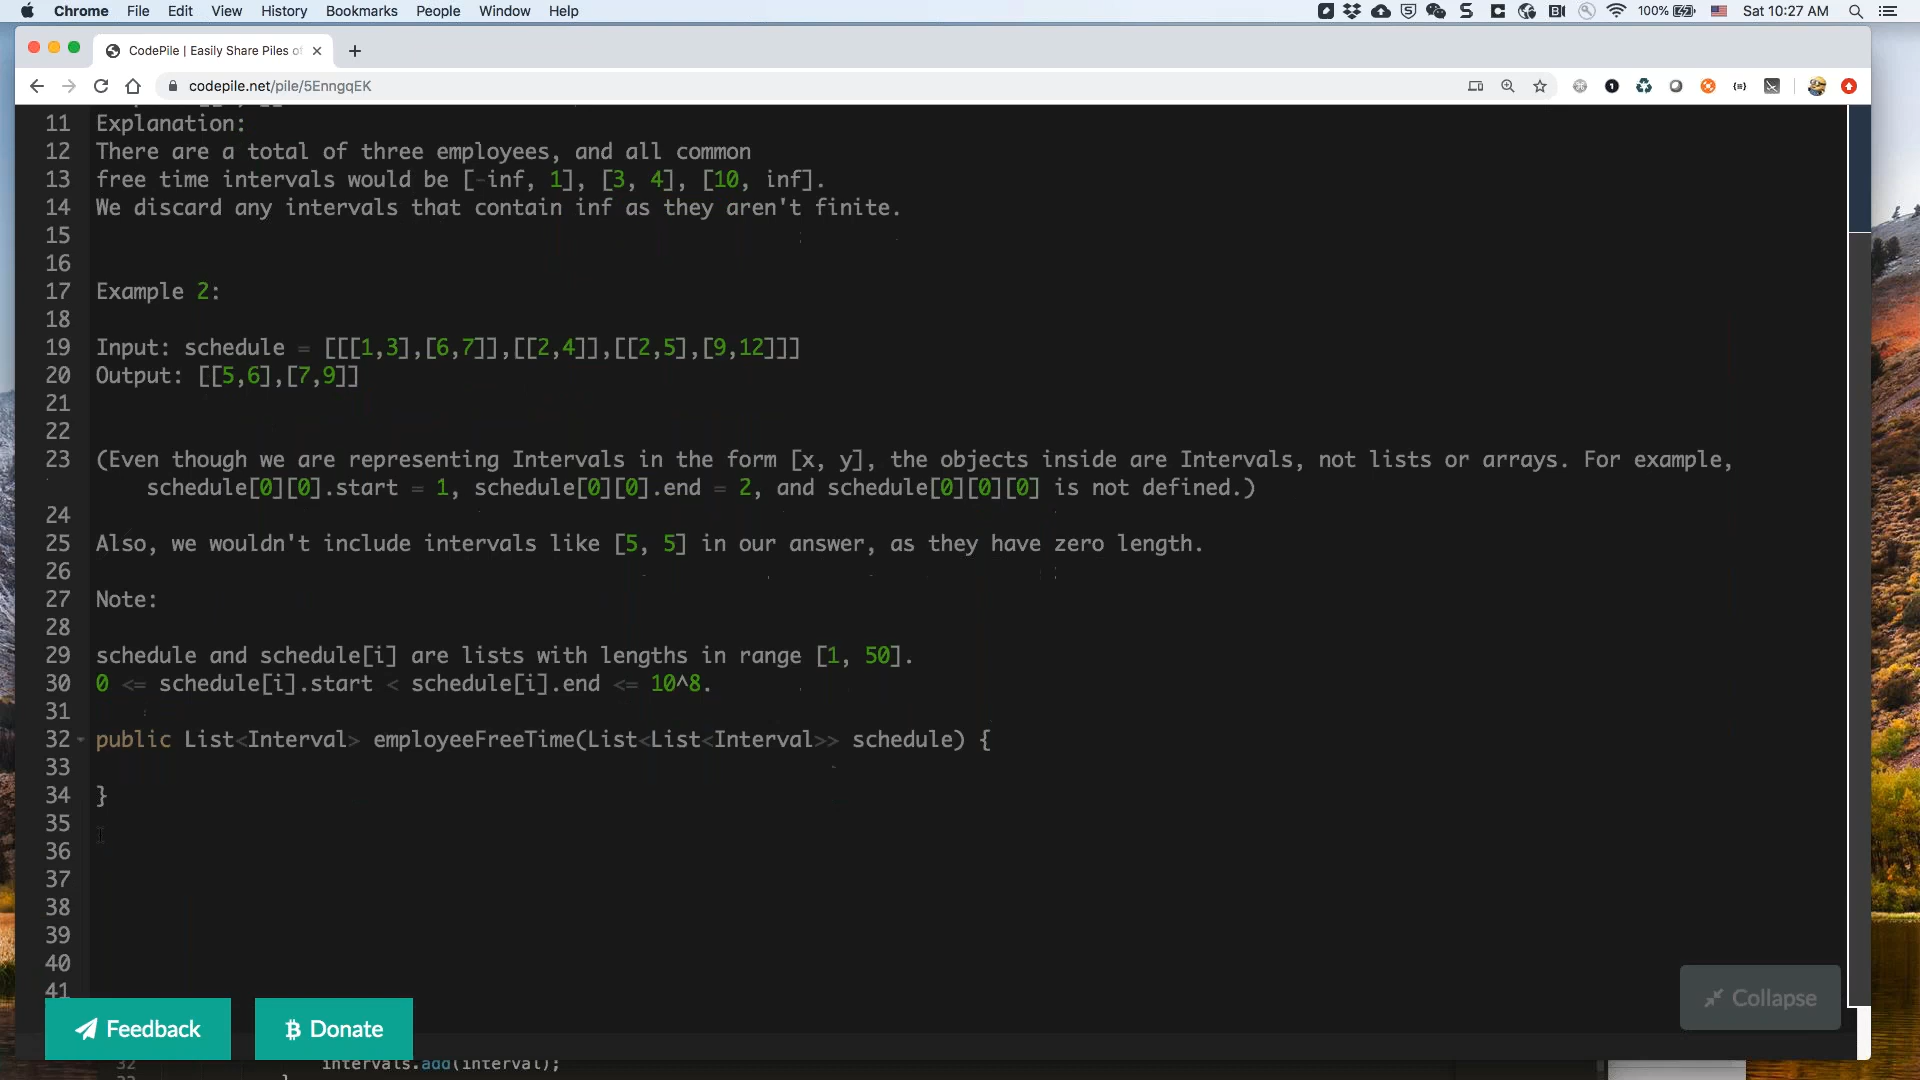 Chrome File Edit View History Bookmarks People Window Help 100% Sat 10:27 AM
CodePile | Easily Share Piles of
codepile.net/pile/5EnngqEK
11 Explanation:
12 There are a total of three employees, and all common
13 free time intervals would be [-inf, 1], [3, 4], [10, inf].
14 We discard any intervals that contain inf as they aren't finite.
15
16
17 Example 2:
18
19 Input: schedule = [[[1,3],[6,7]],[[2,4]],[[2,5],[9,12]]]
20 Output: [[5,6],[7,9]]
21
22
23 (Even though we are representing Intervals in the form [x, y], the objects inside are Intervals, not lists or arrays. For example,
schedule[0][0].start = 1, schedule[0][0].end = 2, and schedule[0][0][0] is not defined.)
24
25 Also, we wouldn't include intervals like [5, 5] in our answer, as they have zero length.
26
27 Note:
28
29 schedule and schedule[i] are lists with lengths in range [1, 50].
30 0 <= schedule[i].start < schedule[i].end <= 10^8.
31
32 public List<Interval> employeeFreeTime(List<List<Interval>> schedule) {
33
34 }
35
36
37
38
39
40
41
Collapse
Feedback Donate
32 intervals.add(interval);